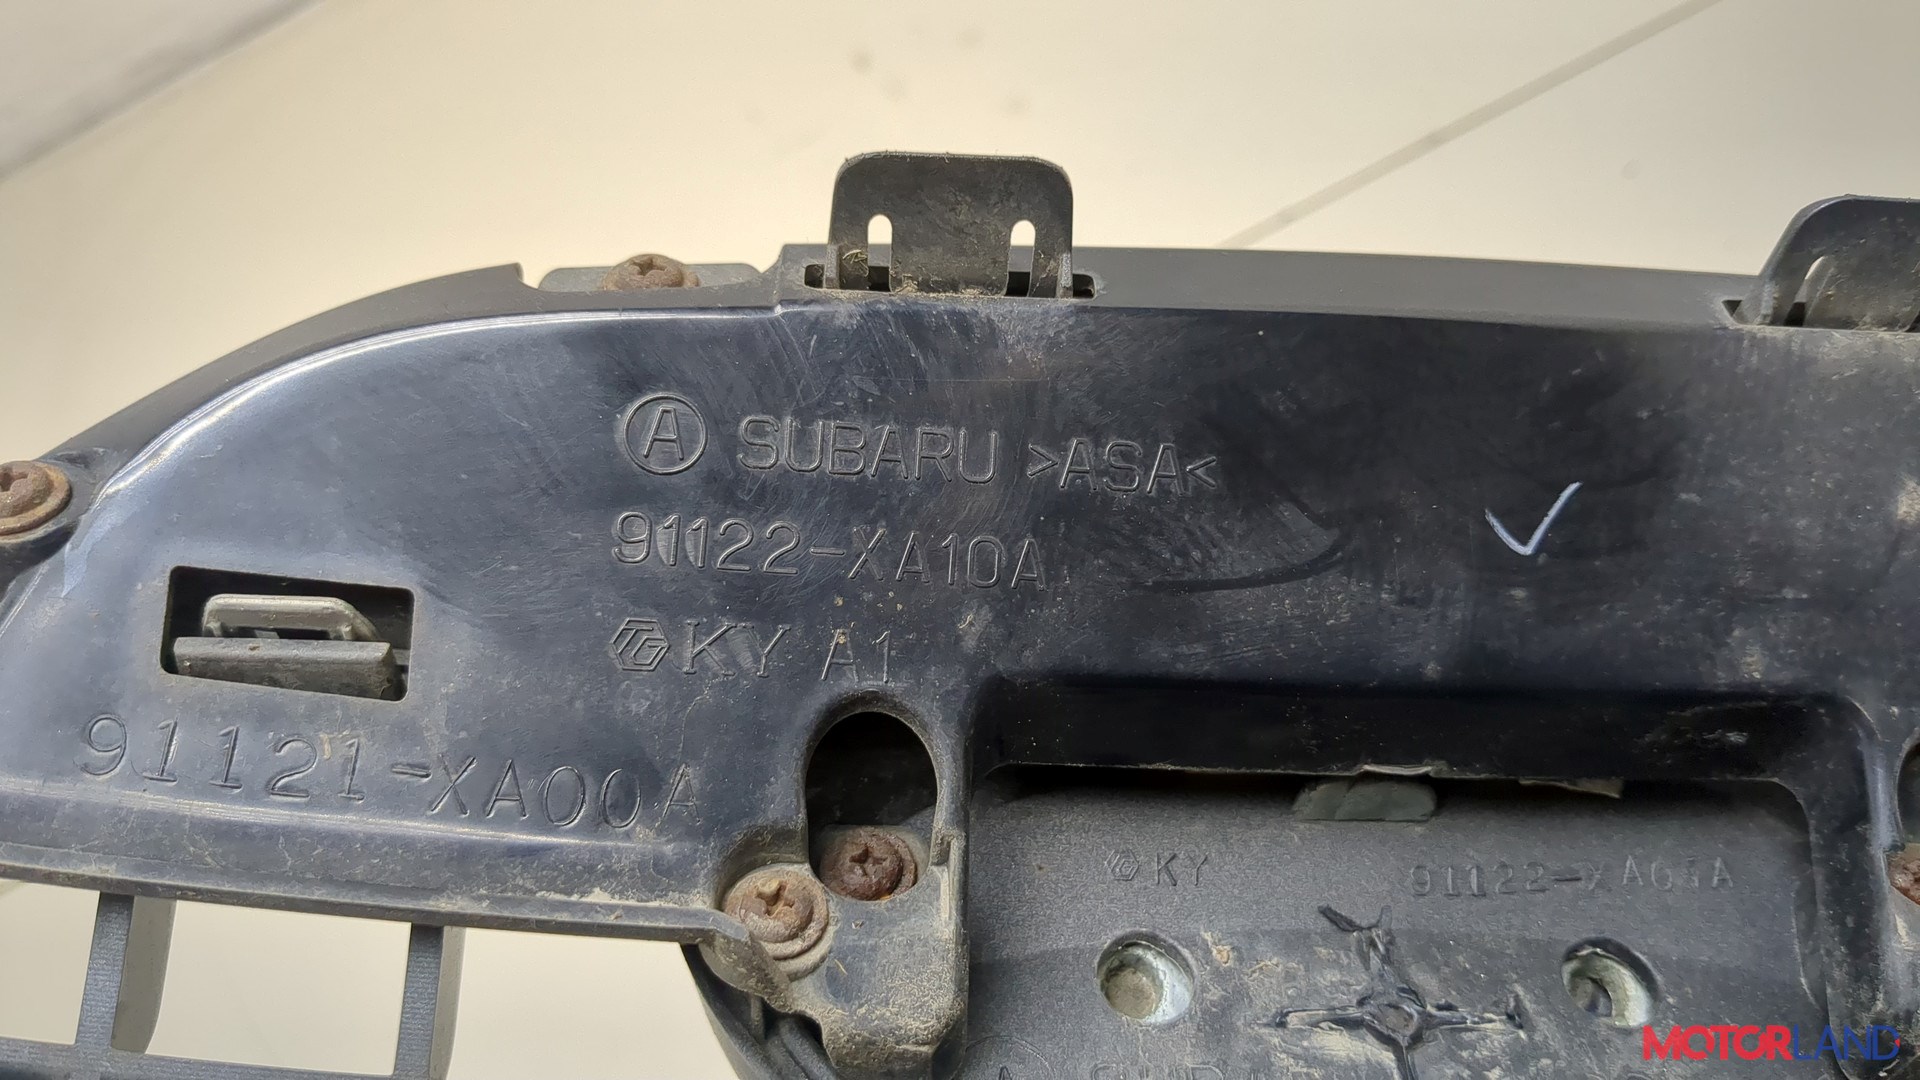 A SUBARU >ASA<
91122-XA10A
KY A1
91121-XA00A
KY
MOTORLAND